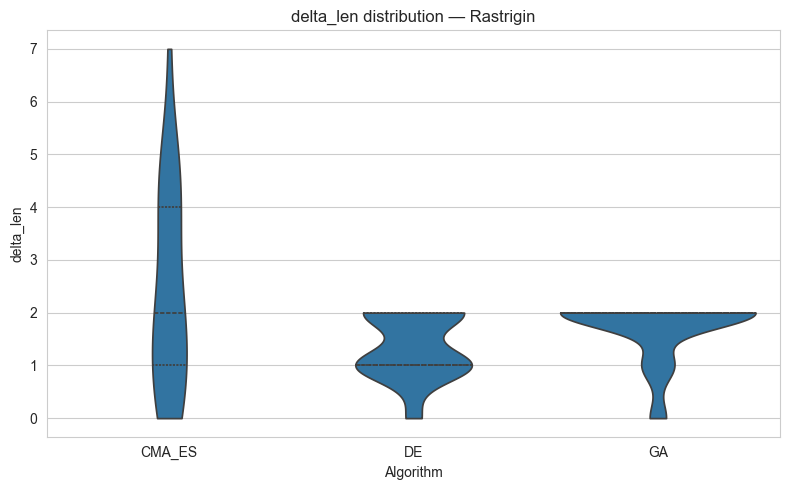 delta_len distribution — Rastrigin
delta_len
7
6
5
4
3
2
1
0
CMA_ES DE GA
Algorithm